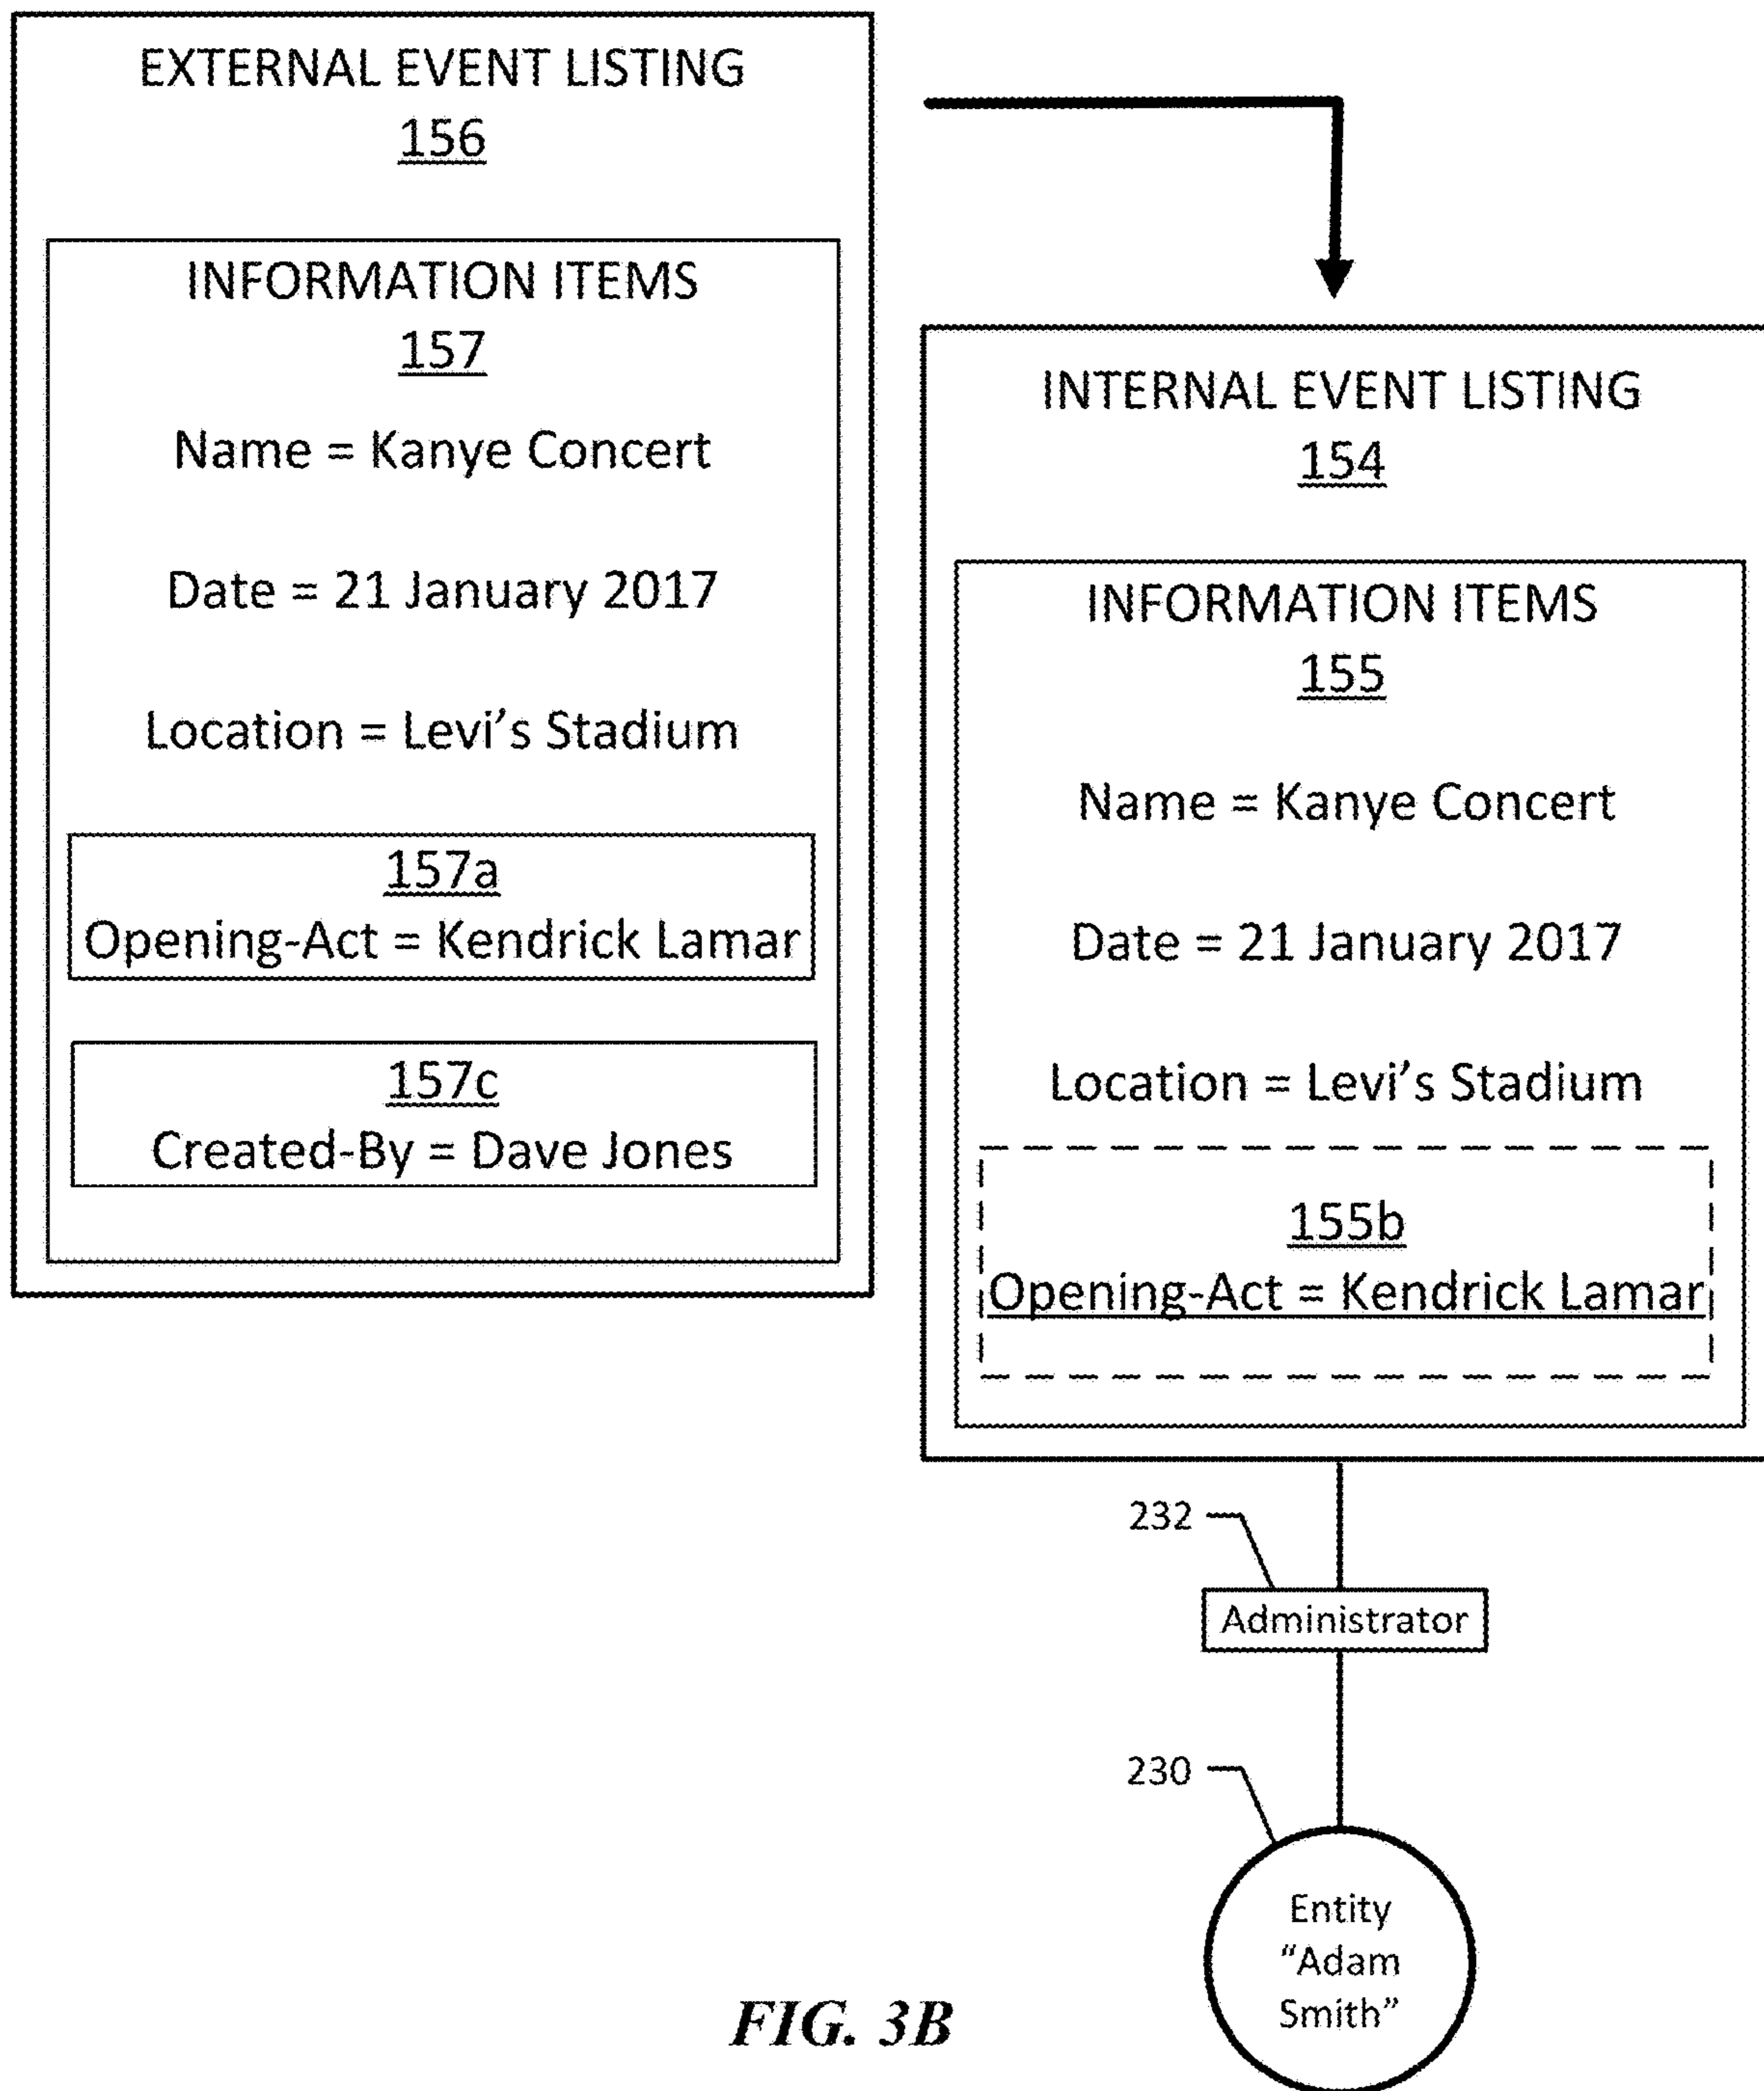 EXTERNAL EVENT LISTING
156
INFORMATION ITEMS
157
Name = Kanye Concert
Date = 21 January 2017
Location = Levi’s Stadium
157a
Opening-Act = Kendrick Lamar
157c
Created-By = Dave Jones
INTERNAL EVENT LISTING
154
INFORMATION ITEMS
155
Name = Kanye Concert
Date = 21 January 2017
Location = Levi’s Stadium
155b
Opening-Act = Kendrick Lamar
232
Administrator
230
Entity
“Adam
Smith”
FIG. 3B